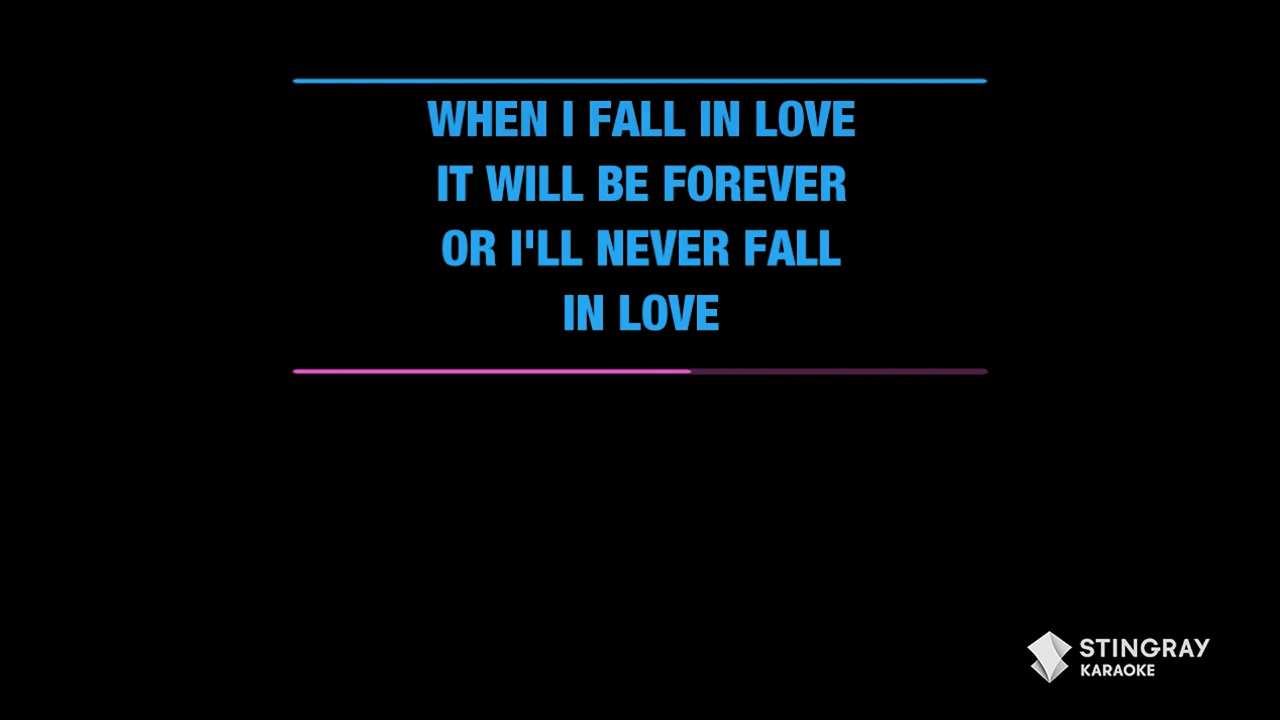 WHEN I FALL IN LOVE
IT WILL BE FOREVER
OR I'LL NEVER FALL
IN LOVE
STINGRAY
KARAOKE